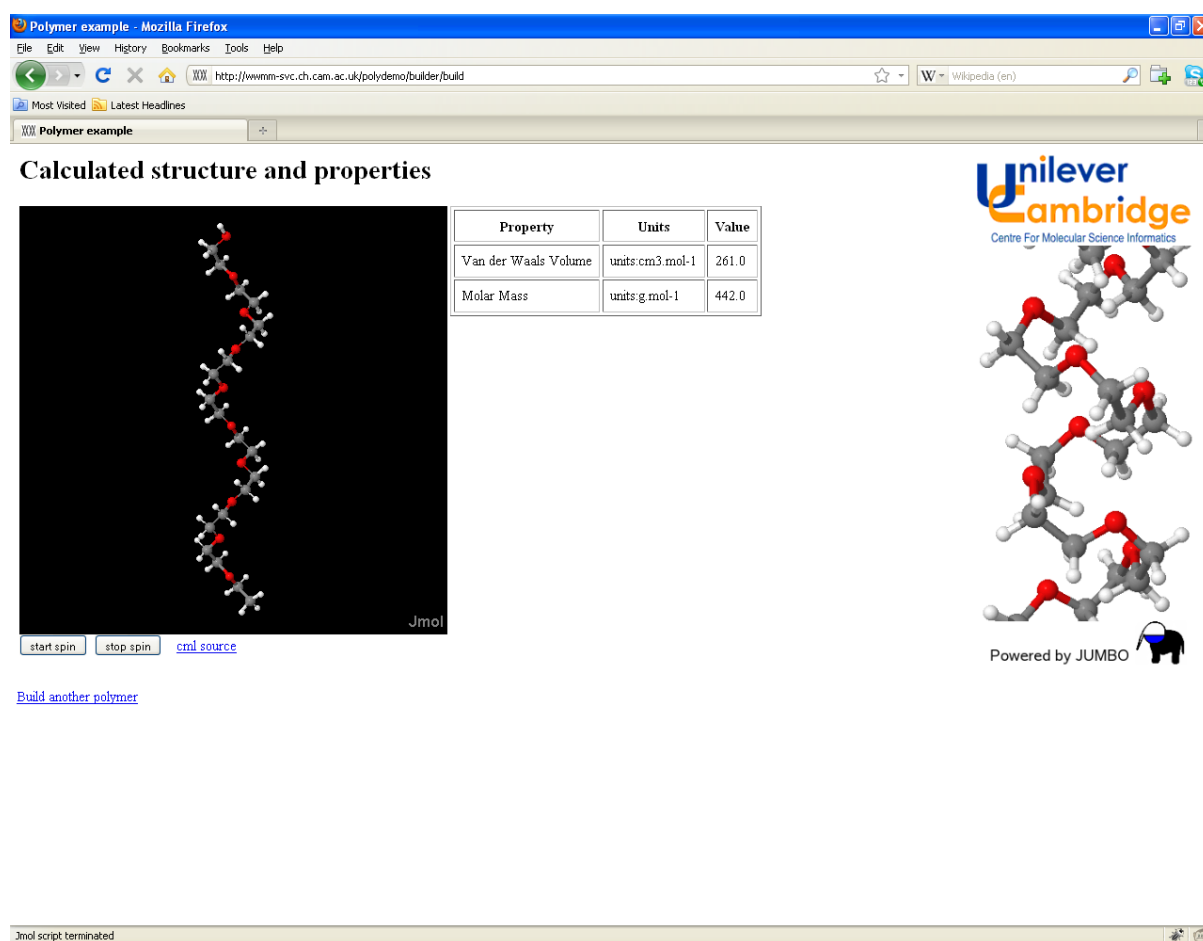 Polymer example - Mozilla Firefox
File Edit View History Bookmarks Tools Help
http://wwmm-svc.ch.cam.ac.uk/polydemo/builder/build
W Wikipedia (en)
Most Visited Latest Headlines
Polymer example
Calculated structure and properties
Unilever
Cambridge
Centre For Molecular Science Informatics
Property Units Value
Van der Waals Volume units:cm3.mol-1 261.0
Molar Mass units:g.mol-1 442.0
Jmol
start spin stop spin cml source
Powered by JUMBO
Build another polymer
Jmol script terminated